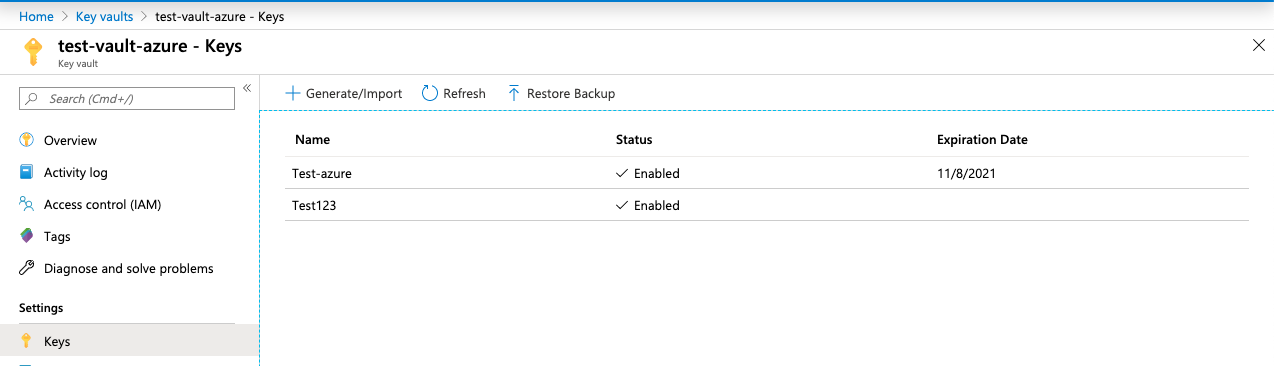 Home > Key vaults > test-vault-azure - Keys
test-vault-azure - Keys
Key vault
Search (Cmd+/)
«
Overview
Activity log
Access control (IAM)
Tags
Diagnose and solve problems
Settings
Keys
Generate/Import Refresh Restore Backup
Name Status Expiration Date
Test-azure Enabled 11/8/2021
Test123 Enabled